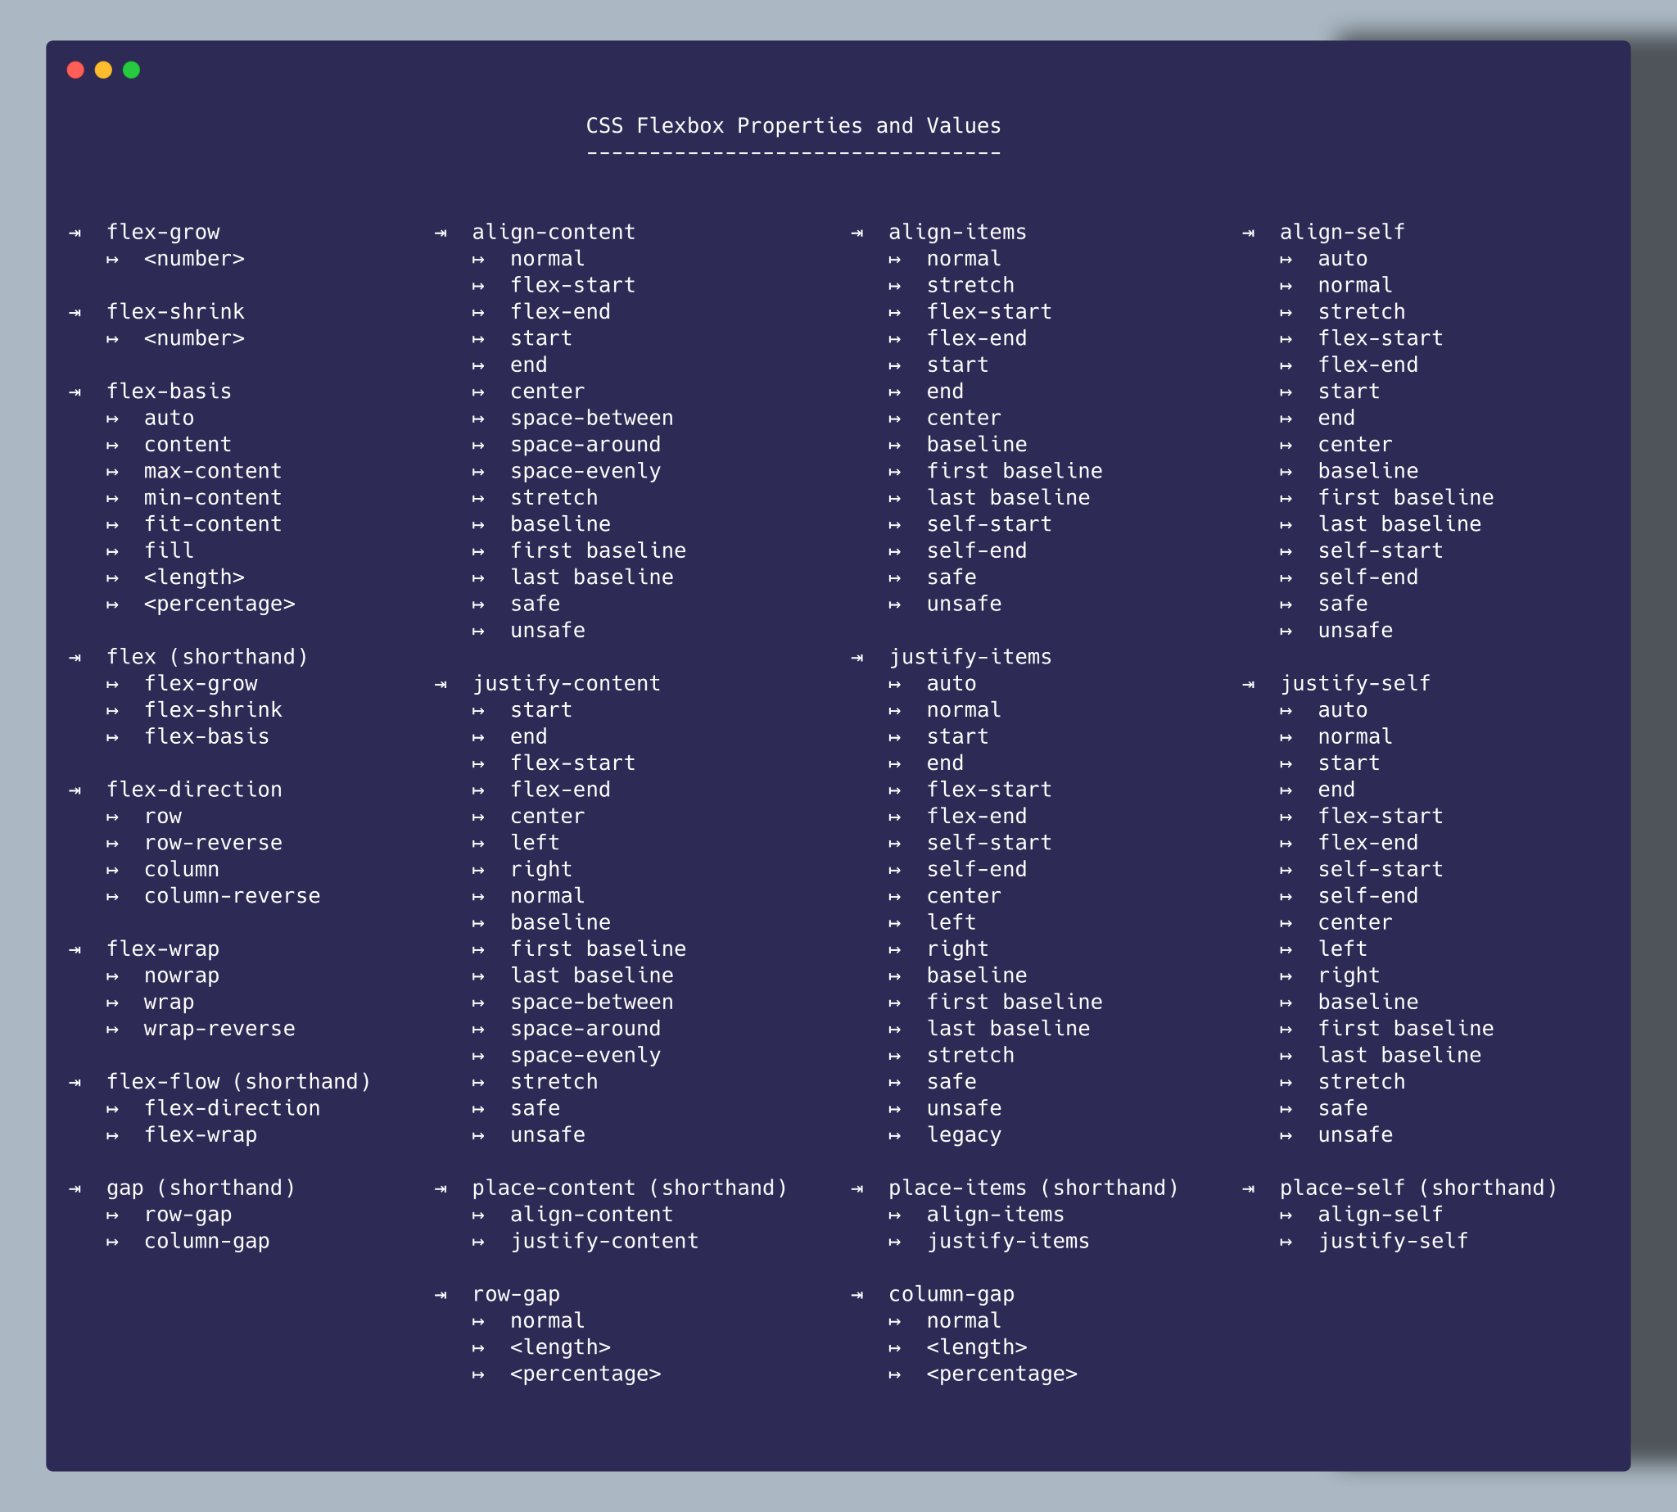 CSS Flexbox Properties and Values
---------------------------------
⇥ flex-grow
↦ <number>
⇥ flex-shrink
↦ <number>
⇥ flex-basis
↦ auto
↦ content
↦ max-content
↦ min-content
↦ fit-content
↦ fill
↦ <length>
↦ <percentage>
⇥ flex (shorthand)
↦ flex-grow
↦ flex-shrink
↦ flex-basis
⇥ flex-direction
↦ row
↦ row-reverse
↦ column
↦ column-reverse
⇥ flex-wrap
↦ nowrap
↦ wrap
↦ wrap-reverse
⇥ flex-flow (shorthand)
↦ flex-direction
↦ flex-wrap
⇥ gap (shorthand)
↦ row-gap
↦ column-gap
⇥ align-content
↦ normal
↦ flex-start
↦ flex-end
↦ start
↦ end
↦ center
↦ space-between
↦ space-around
↦ space-evenly
↦ stretch
↦ baseline
↦ first baseline
↦ last baseline
↦ safe
↦ unsafe
⇥ justify-content
↦ start
↦ end
↦ flex-start
↦ flex-end
↦ center
↦ left
↦ right
↦ normal
↦ baseline
↦ first baseline
↦ last baseline
↦ space-between
↦ space-around
↦ space-evenly
↦ stretch
↦ safe
↦ unsafe
⇥ place-content (shorthand)
↦ align-content
↦ justify-content
⇥ row-gap
↦ normal
↦ <length>
↦ <percentage>
⇥ align-items
↦ normal
↦ stretch
↦ flex-start
↦ flex-end
↦ start
↦ end
↦ center
↦ baseline
↦ first baseline
↦ last baseline
↦ self-start
↦ self-end
↦ safe
↦ unsafe
⇥ justify-items
↦ auto
↦ normal
↦ start
↦ end
↦ flex-start
↦ flex-end
↦ self-start
↦ self-end
↦ center
↦ left
↦ right
↦ baseline
↦ first baseline
↦ last baseline
↦ stretch
↦ safe
↦ unsafe
↦ legacy
⇥ place-items (shorthand)
↦ align-items
↦ justify-items
⇥ column-gap
↦ normal
↦ <length>
↦ <percentage>
⇥ align-self
↦ auto
↦ normal
↦ stretch
↦ flex-start
↦ flex-end
↦ start
↦ end
↦ center
↦ baseline
↦ first baseline
↦ last baseline
↦ self-start
↦ self-end
↦ safe
↦ unsafe
⇥ justify-self
↦ auto
↦ normal
↦ start
↦ end
↦ flex-start
↦ flex-end
↦ self-start
↦ self-end
↦ center
↦ left
↦ right
↦ baseline
↦ first baseline
↦ last baseline
↦ stretch
↦ safe
↦ unsafe
⇥ place-self (shorthand)
↦ align-self
↦ justify-self